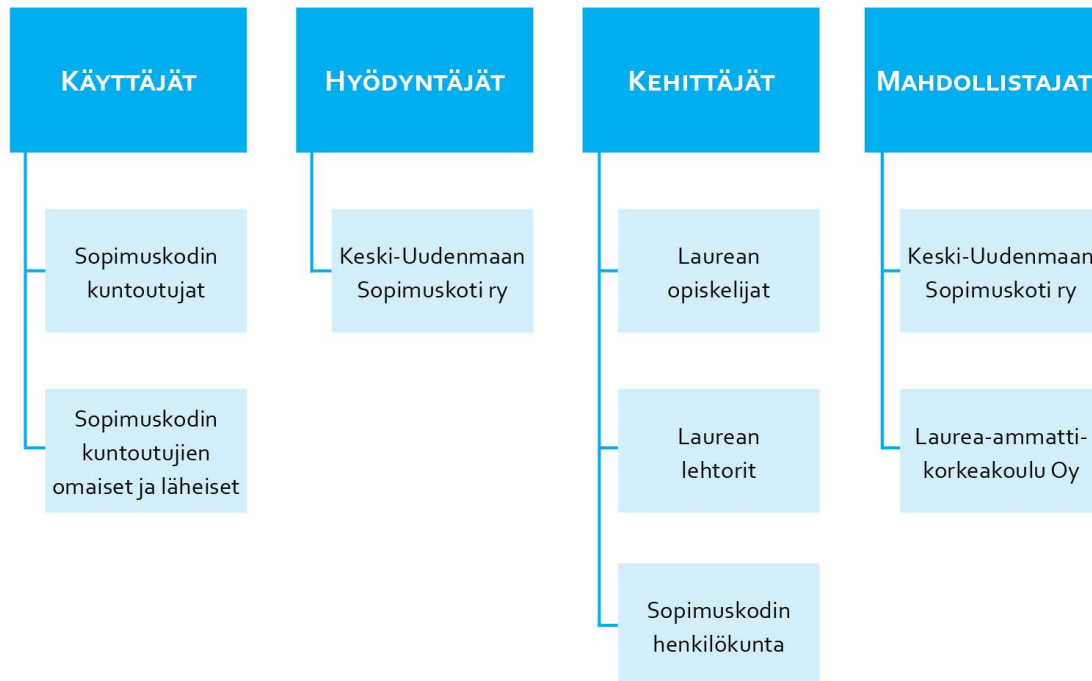 KÄYTTÄJÄT
Sopimuskodin
kuntoutujat
Sopimuskodin
kuntoutujien
omaiset ja läheiset
HYÖDYNTÄJÄT
Keski-Uudenmaan
Sopimuskoti ry
KEHITTÄJÄT
Laurean
opiskelijat
Laurean
lehtorit
Sopimuskodin
henkilökunta
MAHDOLLISTAJAT
Keski-Uudenmaan
Sopimuskoti ry
Laurea-ammatti-
korkeakoulu Oy